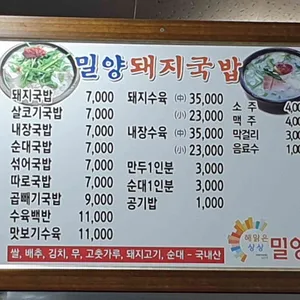 밀양돼지국밥
돼지국밥 7,000
살코기국밥 7,000
내장국밥 7,000
순대국밥 7,000
섞어국밥 7,000
따로국밥 7,000
곱빼기국밥 9,000
수육백반 11,000
맛보기수육 11,000
돼지수육 (中) 35,000
(小) 23,000
내장수육 (中) 35,000
(小) 23,000
만두1인분 3,000
순대1인분 3,000
공기밥 1,000
소 주
맥 주
막걸리
음료수
쌀, 배추, 김치, 무, 고춧가루, 돼지고기, 순대 - 국내산
해맑은
상상
밀양